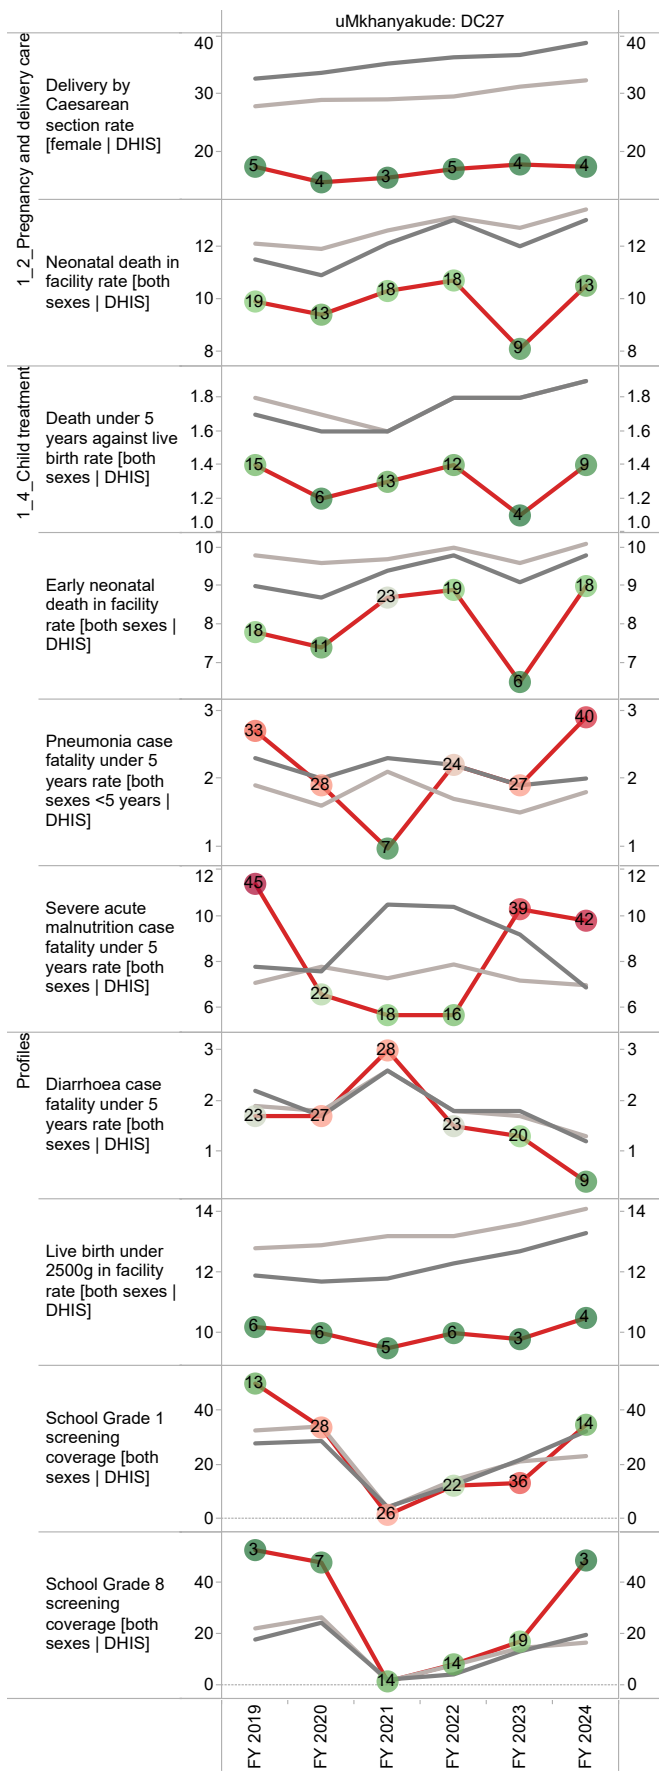 uMkhanyakude: DC27
1_2_Pregnancy and delivery care
Delivery by
Caesarean
section rate
[female | DHIS]
40
30
20
5
4
3
5
4
4
40
30
20
Neonatal death in
facility rate [both
sexes | DHIS]
12
10
8
19
13
18
18
9
13
12
10
8
1_4_Child treatment
Death under 5
years against live
birth rate [both
sexes | DHIS]
1.8
1.6
1.4
1.2
1.0
15
6
13
12
4
9
1.8
1.6
1.4
1.2
1.0
Early neonatal
death in facility
rate [both sexes |
DHIS]
10
9
8
7
18
11
23
19
6
18
10
9
8
7
Pneumonia case
fatality under 5
years rate [both
sexes <5 years |
DHIS]
3
2
1
33
28
7
24
27
40
3
2
1
Severe acute
malnutrition case
fatality under 5
years rate [both
sexes | DHIS]
12
10
8
6
45
22
18
16
39
42
12
10
8
6
Profiles
Diarrhoea case
fatality under 5
years rate [both
sexes | DHIS]
3
2
1
23
27
28
23
20
9
3
2
1
Live birth under
2500g in facility
rate [both sexes |
DHIS]
14
12
10
6
6
5
6
3
4
14
12
10
School Grade 1
screening
coverage [both
sexes | DHIS]
40
20
0
13
28
26
22
36
14
40
20
0
School Grade 8
screening
coverage [both
sexes | DHIS]
40
20
0
3
7
14
14
19
3
40
20
0
FY 2019
FY 2020
FY 2021
FY 2022
FY 2023
FY 2024